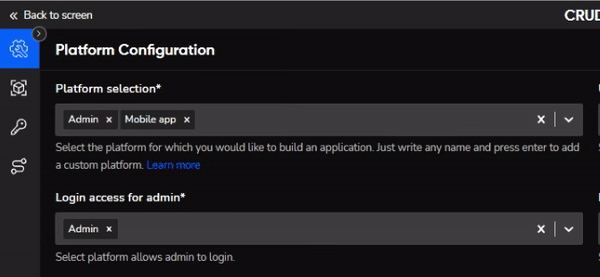 Back to screen
CRUD
Platform Configuration
Platform selection*
Admin x Mobile app x
Select the platform for which you would like to build an application. Just write any name and press enter to add
a custom platform. Learn more
Login access for admin*
Admin x
Select platform allows admin to login.